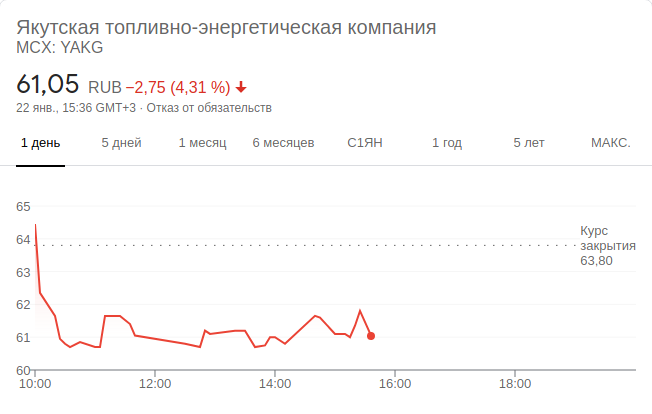 Якутская топливно-энергетическая компания
MCX: YAKG
61,05 RUB −2,75 (4,31 %)
22 янв., 15:36 GMT+3 · Отказ от обязательств
1 день 5 дней 1 месяц 6 месяцев С1ЯН 1 год 5 лет МАКС.
65
64
63
62
61
60
Курс
закрытия
63,80
10:00 12:00 14:00 16:00 18:00